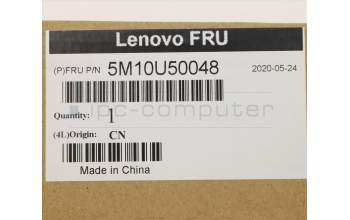 Lenovo FRU
(P)FRU P/N 5M10U50048 2020-05-24
ipc-computer
Quantity: 1
(4L)Origin: CN
Made in China